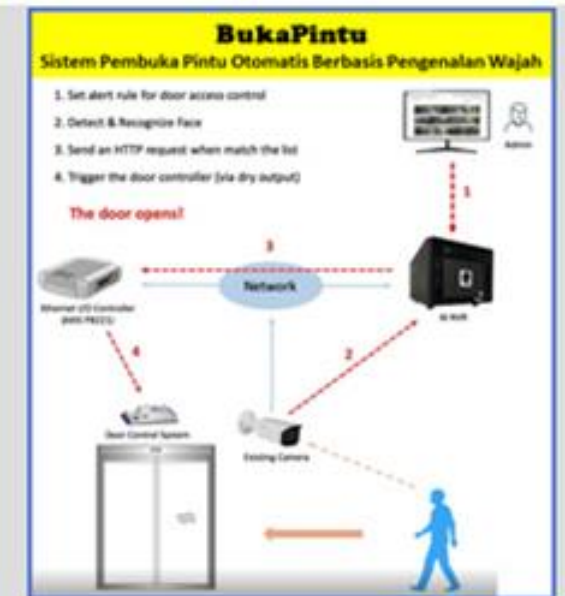 BukaPintu
Sistem Pembuka Pintu Otomatis Berbasis Pengenalan Wajah
1. Set alert rule for door access control
2. Detect & Recognize Face
3. Send an HTTP request when match the list
4. Trigger the door controller (via dry output)
The door opens!
Admin
1
3
Network
Ethernet I/O Controller
AI NVR
2
4
Door Control System
Existing Camera